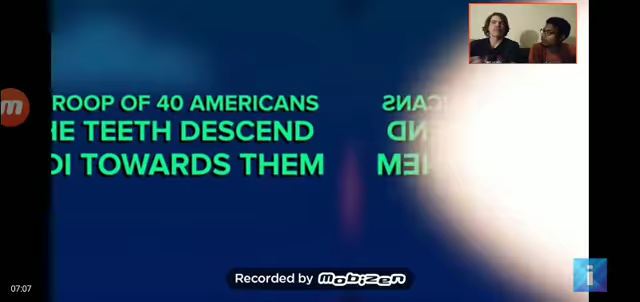 ROOP OF 40 AMERICANS
HE TEETH DESCEND
DI TOWARDS THEM
Recorded by mobizen
07:07